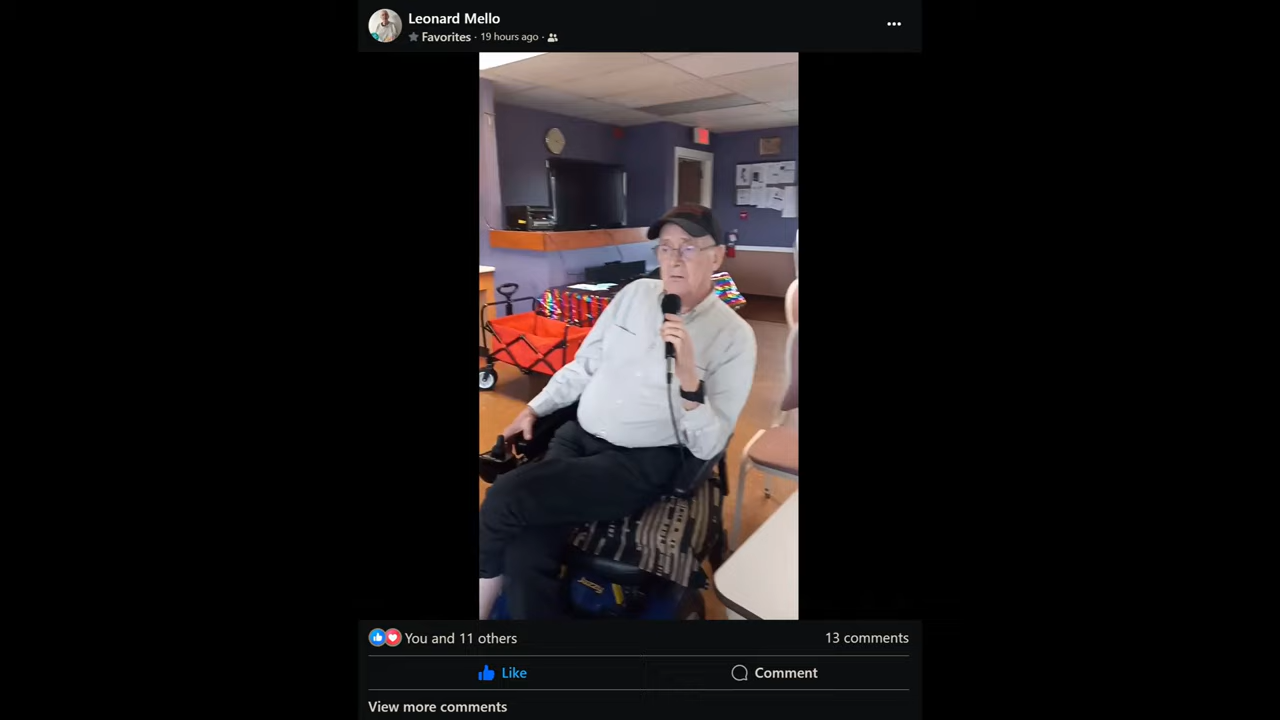 Leonard Mello
Favorites · 19 hours ago ·
You and 11 others
13 comments
Like
Comment
View more comments